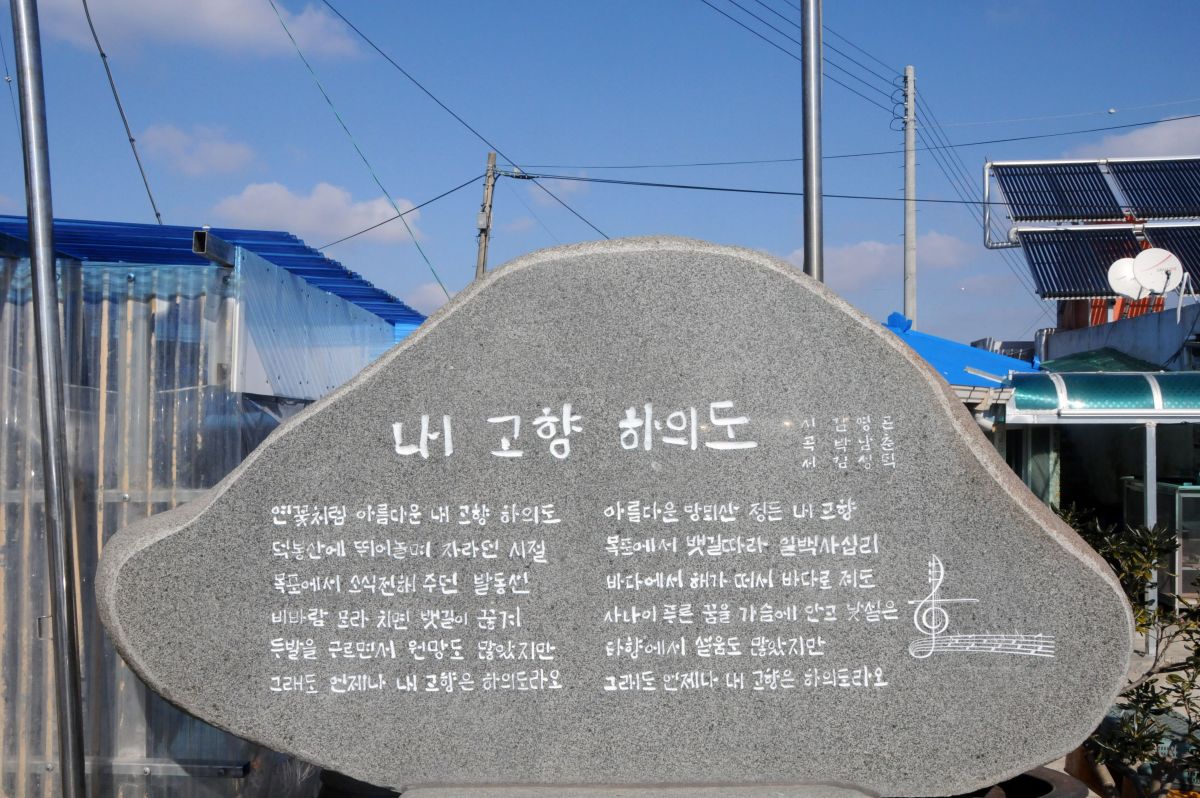 내 고향 하의도
시 김영곤
곡 박남춘
서 김성띡
연꽃처럼 아름다운 내 고향 하의도
덕봉산에 뛰어놀며 자라던 시절
목포에서 소식전해 주던 발동선
비바람 모라 치면 뱃길이 끊겨
두발을 구르면서 원망도 많았지만
그래도 언제나 내 고향은 하의도라오
아름다운 망뫼산 정든 내 고향
목포에서 뱃길따라 일백사십리
바다에서 해가 떠서 바다로 져도
사나이 푸른 꿈을 가슴에 안고 낯설은
타향에서 설움도 많았지만
그래도 언제나 내 고향은 하의도라오